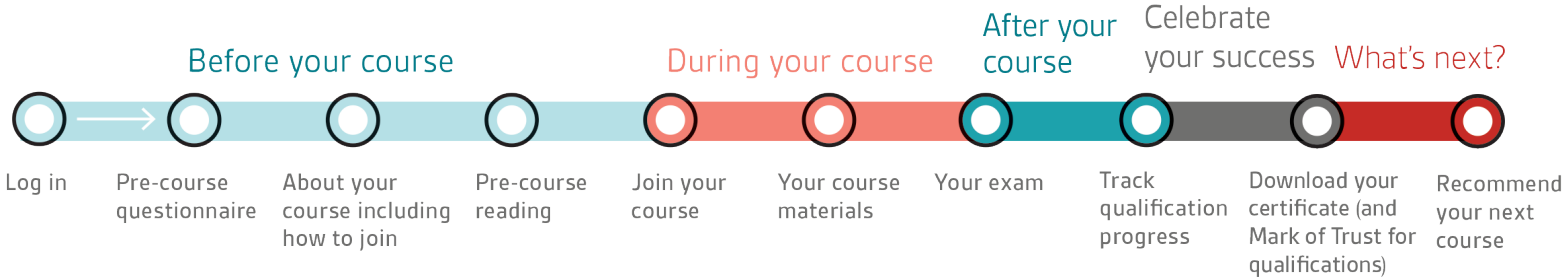 Before your course
During your course
After your
course
Celebrate
your success
What's next?
Log in
Pre-course
questionnaire
About your
course including
how to join
Pre-course
reading
Join your
course
Your course
materials
Your exam
Track
qualification
progress
Download your
certificate (and
Mark of Trust for
qualifications)
Recommend
your next
course